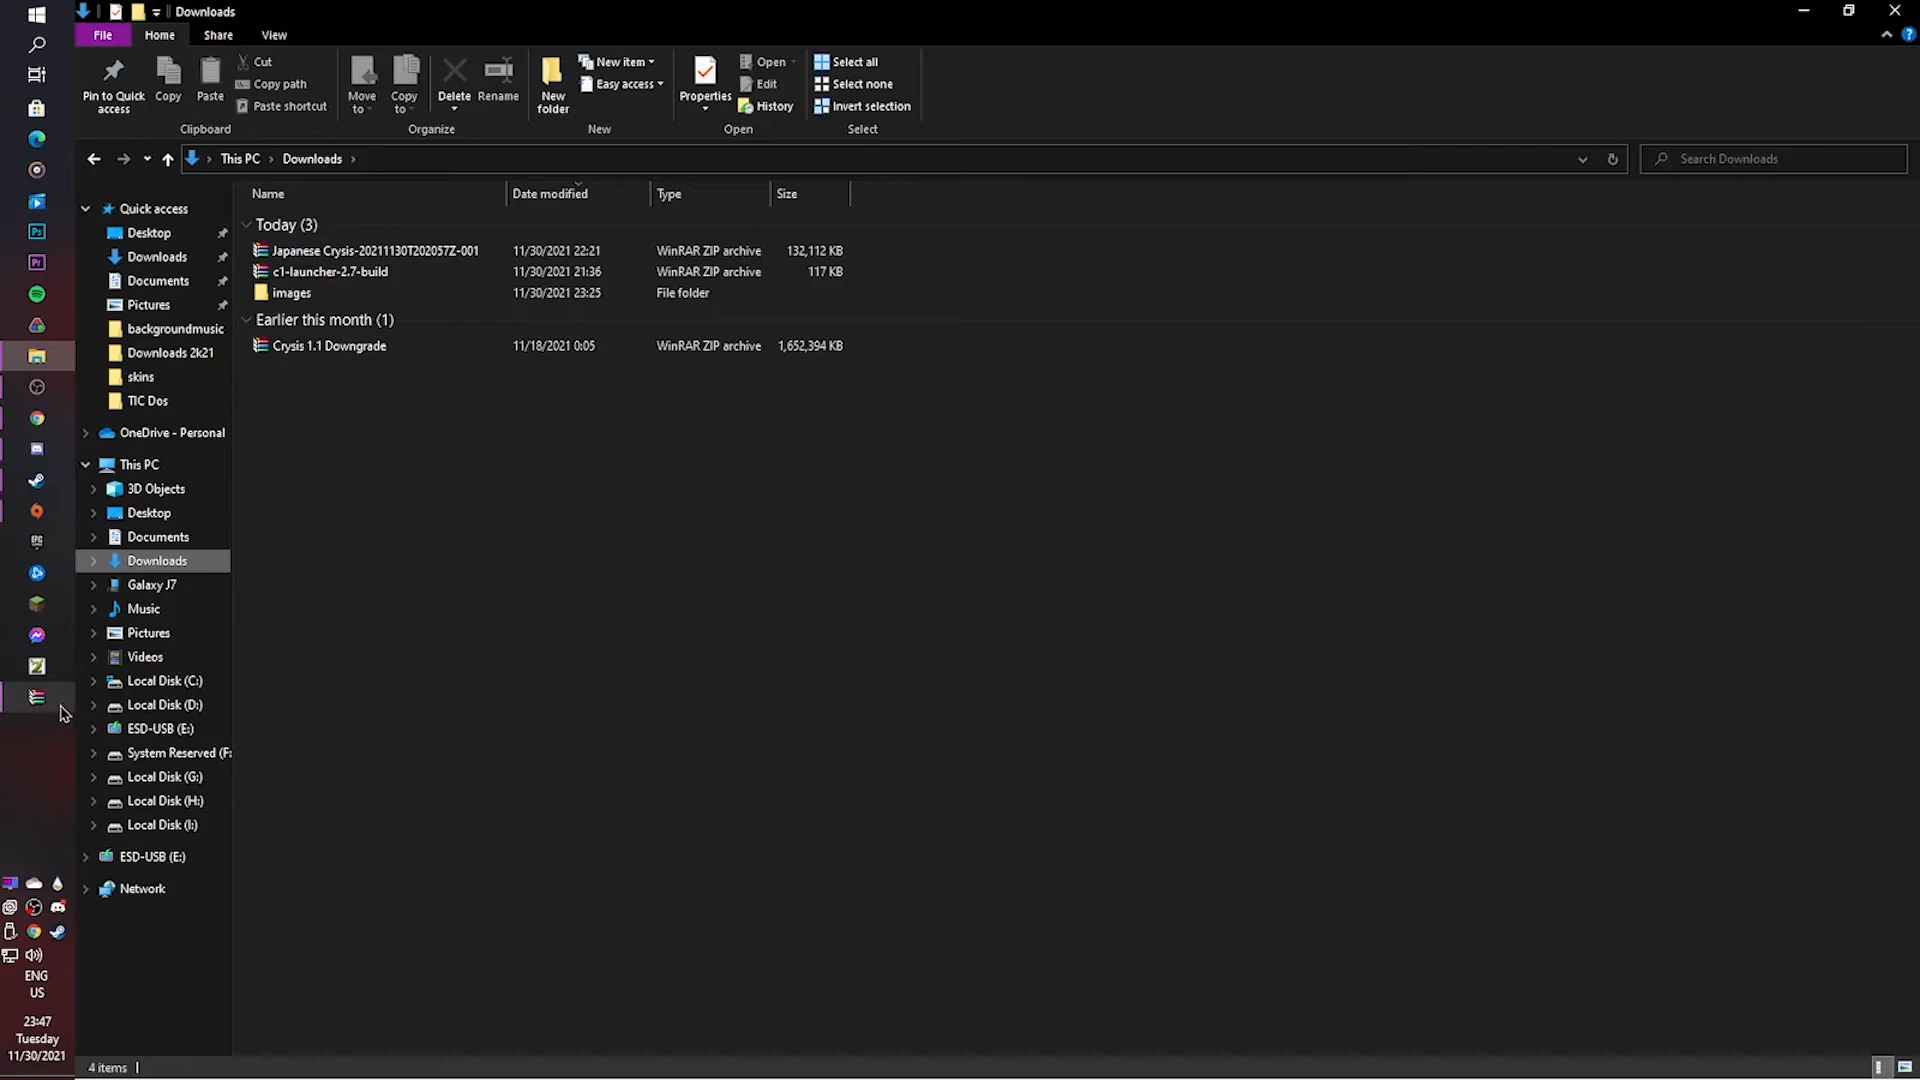 Downloads
File Home Share View
Pin to Quick access
Copy
Paste
Cut
Copy path
Paste shortcut
Clipboard
Move to
Copy to
Delete
Rename
Organize
New folder
New item
Easy access
New
Properties
Open
Edit
History
Open
Select all
Select none
Invert selection
Select
This PC > Downloads >
Search Downloads
Name Date modified Type Size
Today (3)
Japanese Crysis-20211130T202057Z-001 11/30/2021 22:21 WinRAR ZIP archive 132,112 KB
c1-launcher-2.7-build 11/30/2021 21:36 WinRAR ZIP archive 117 KB
images 11/30/2021 23:25 File folder
Earlier this month (1)
Crysis 1.1 Downgrade 11/18/2021 0:05 WinRAR ZIP archive 1,652,394 KB
Quick access
Desktop
Downloads
Documents
Pictures
backgroundmusic
Downloads 2k21
skins
TIC Dos
OneDrive - Personal
This PC
3D Objects
Desktop
Documents
Downloads
Galaxy J7
Music
Pictures
Videos
Local Disk (C:)
Local Disk (D:)
ESD-USB (E:)
System Reserved (F:
Local Disk (G:)
Local Disk (H:)
Local Disk (I:)
ESD-USB (E:)
Network
Ps
Pr
EPIC
ENG
US
23:47
Tuesday
11/30/2021
4 items